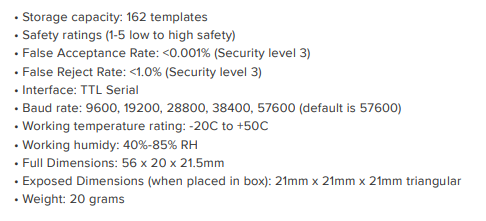 • Storage capacity: 162 templates
• Safety ratings (1-5 low to high safety)
• False Acceptance Rate: <0.001% (Security level 3)
• False Reject Rate: <1.0% (Security level 3)
• Interface: TTL Serial
• Baud rate: 9600, 19200, 28800, 38400, 57600 (default is 57600)
• Working temperature rating: -20C to +50C
• Working humidy: 40%-85% RH
• Full Dimensions: 56 x 20 x 21.5mm
• Exposed Dimensions (when placed in box): 21mm x 21mm x 21mm triangular
• Weight: 20 grams